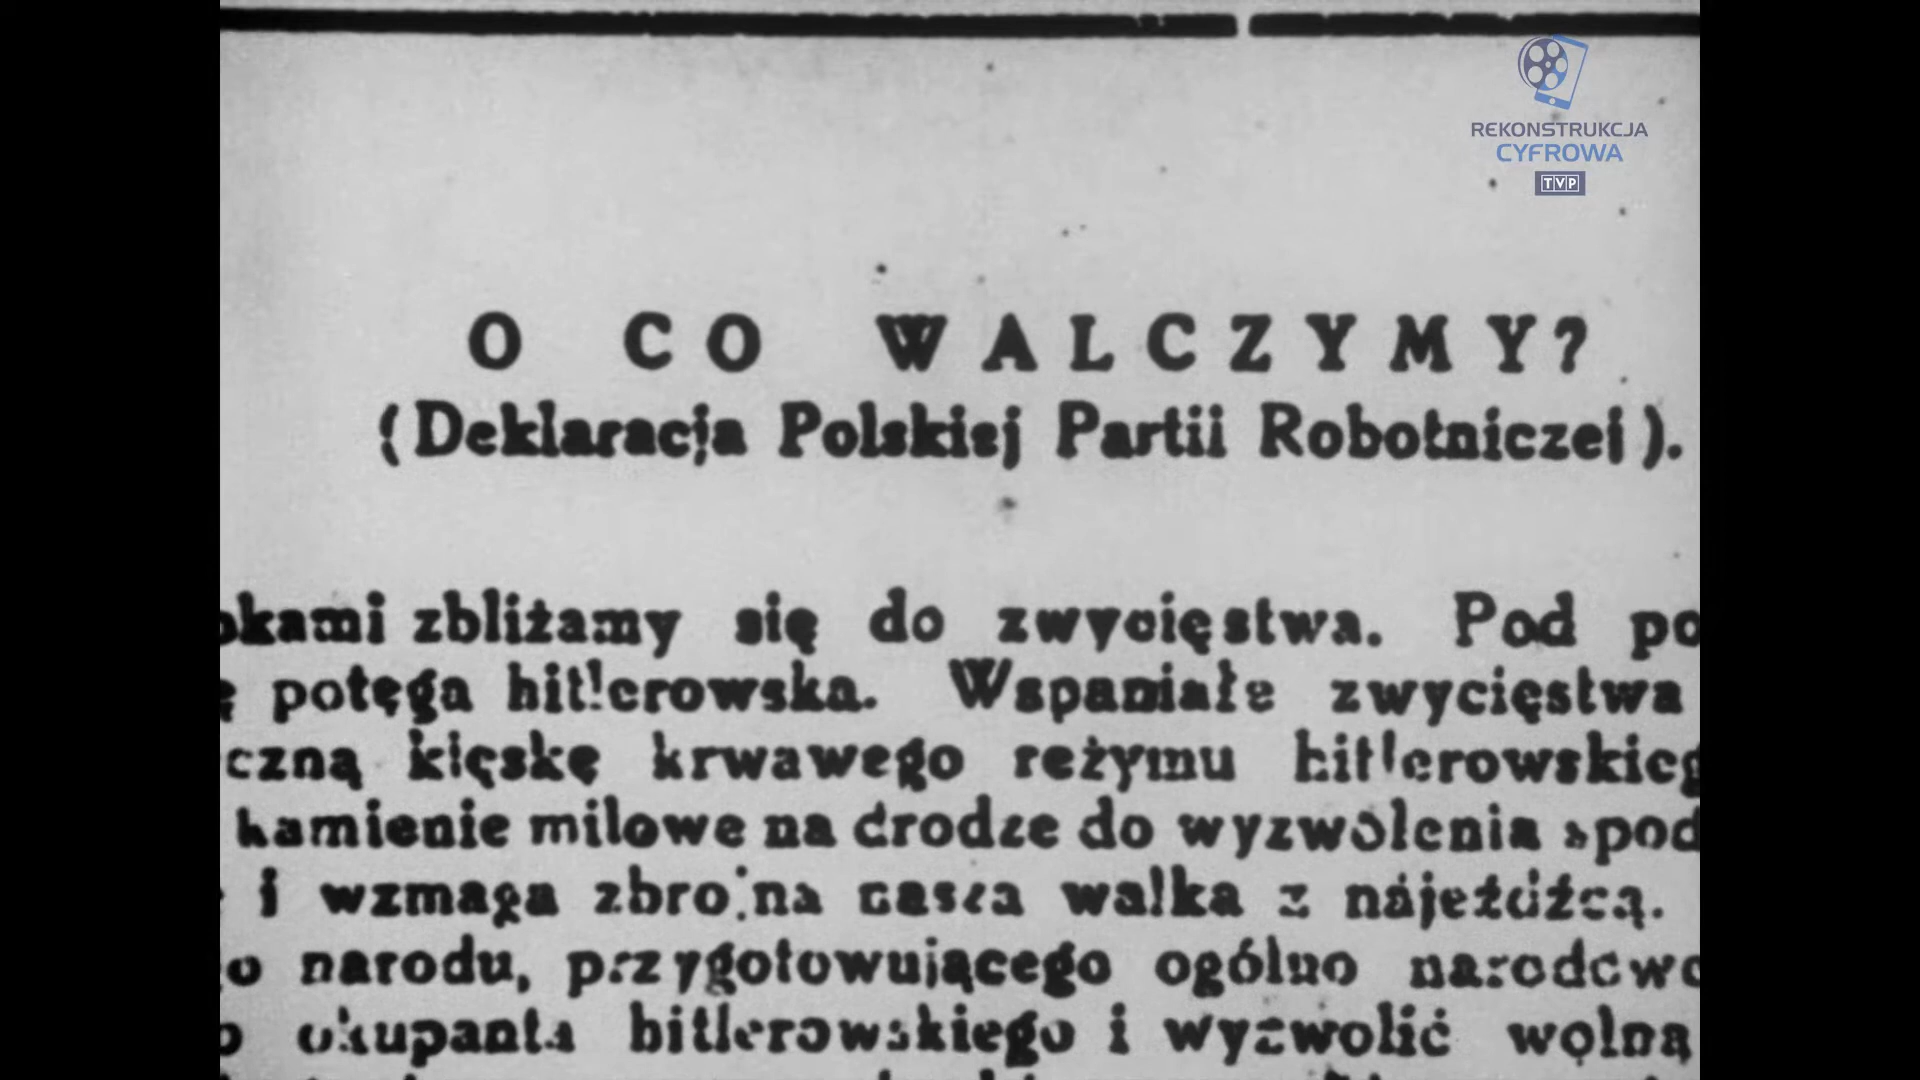 REKONSTRUKCJA
CYFROWA
TVP
O CO WALCZYMY?
(Deklaracja Polskiej Partii Robotniczej).
okami zbliżamy się do zwycięstwa. Pod po
ę potęga hitlerowska. Wspaniałe zwycięstwa
czną klęskę krwawego reżymu hitlerowskieg
kamienie milowe na drodze do wyzwolenia spod
i wzmaga zbrojna nasza walka z najeźdźcą.
go narodu, przygotowującego ogólno narodowo
o okupanta hitlerowskiego i wyzwolić wolną